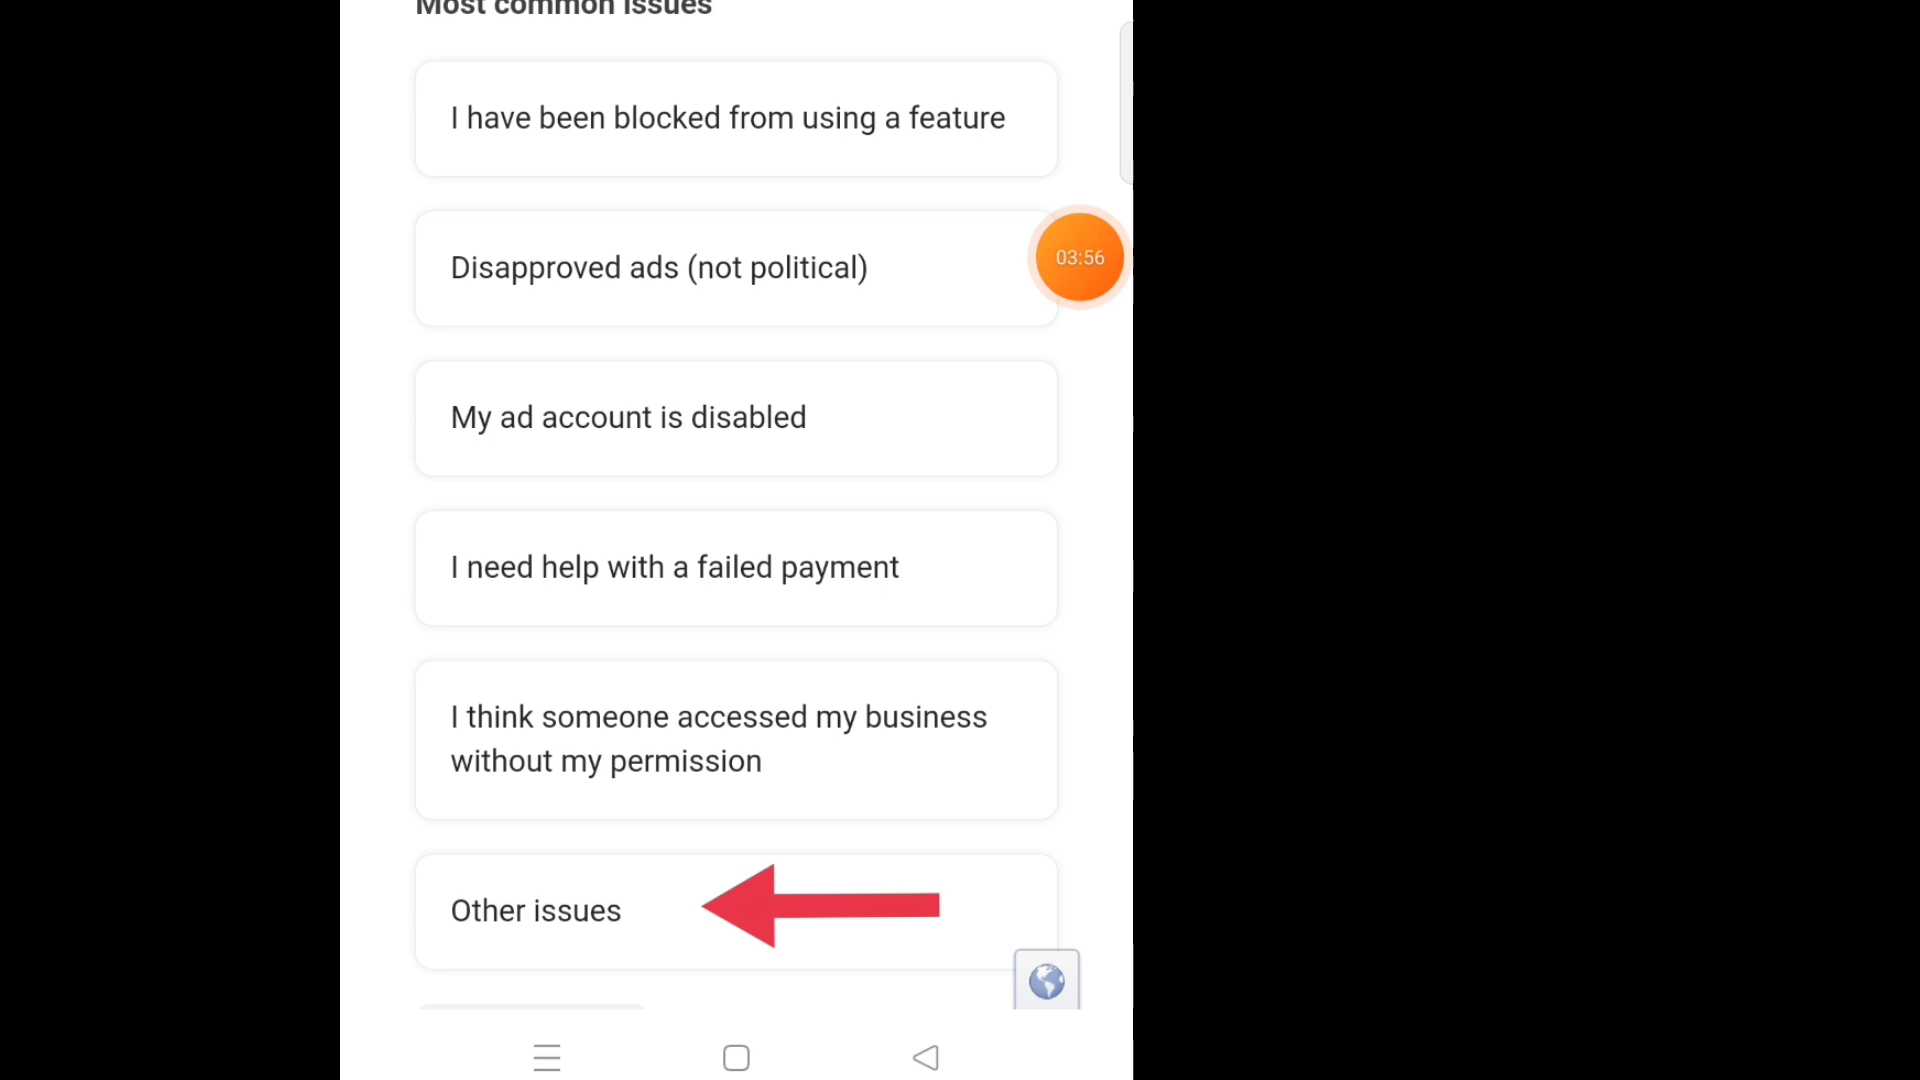 Most common issues
I have been blocked from using a feature
Disapproved ads (not political)
03:56
My ad account is disabled
I need help with a failed payment
I think someone accessed my business
without my permission
Other issues